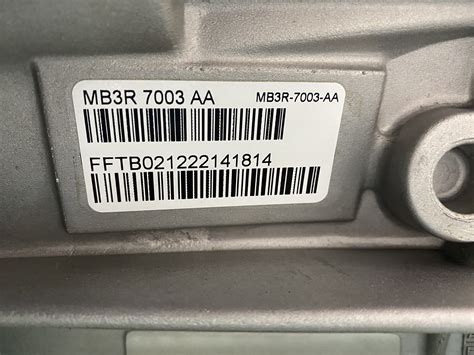 MB3R 7003 AA MB3R-7003-AA
FFTB021222141814